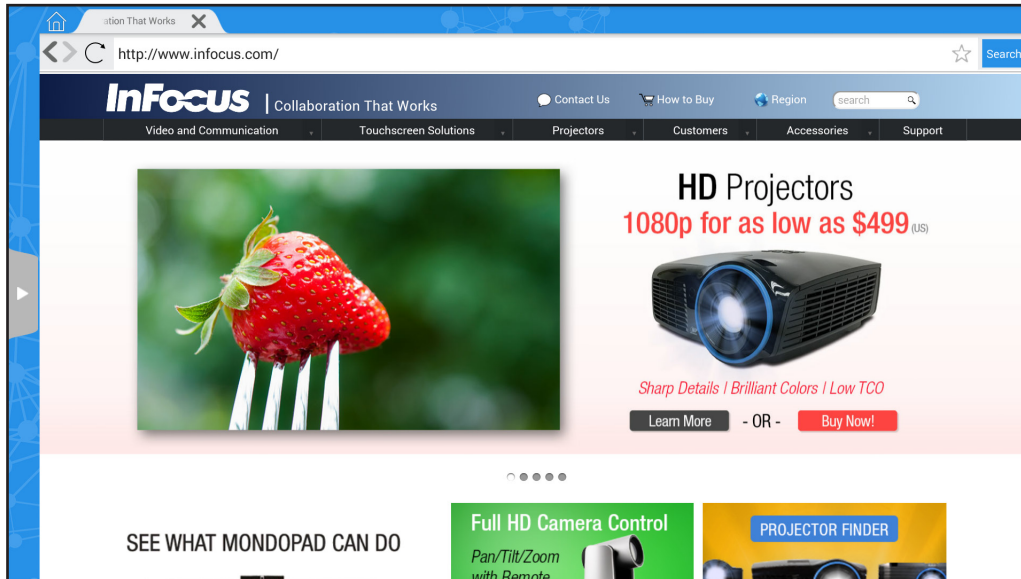 ation That Works
http://www.infocus.com/
Search
InFocus | Collaboration That Works
Contact Us
How to Buy
Region
search
Video and Communication
Touchscreen Solutions
Projectors
Customers
Accessories
Support
HD Projectors
1080p for as low as $499 (US)
Sharp Details | Brilliant Colors | Low TCO
Learn More - OR - Buy Now!
SEE WHAT MONDOPAD CAN DO
Full HD Camera Control
Pan/Tilt/Zoom
with Remote
PROJECTOR FINDER